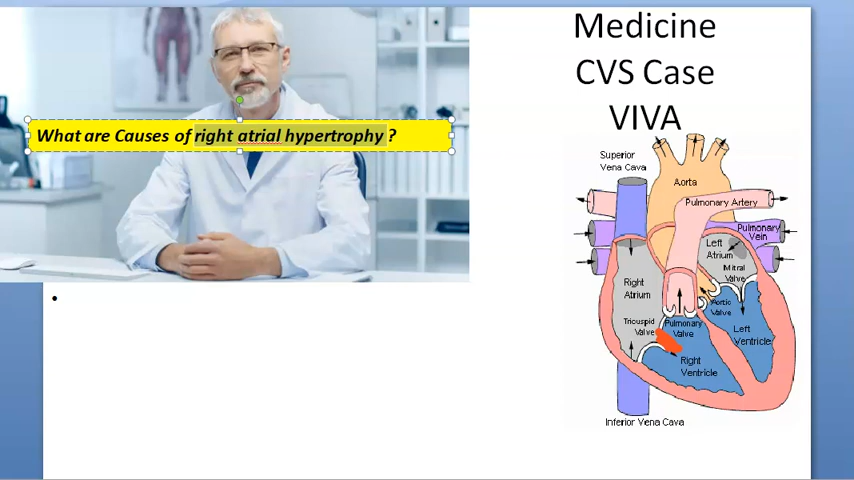 Medicine
CVS Case
VIVA
What are Causes of right atrial hypertrophy ?
Superior
Vena Cava
Aorta
Pulmonary Artery
Pulmonary
Vein
Left
Atrium
Mitral
Valve
Right
Atrium
Aortic
Valve
Tricuspid
Valve
Pulmonary
Valve
Left
Ventricle
Right
Ventricle
Inferior Vena Cava